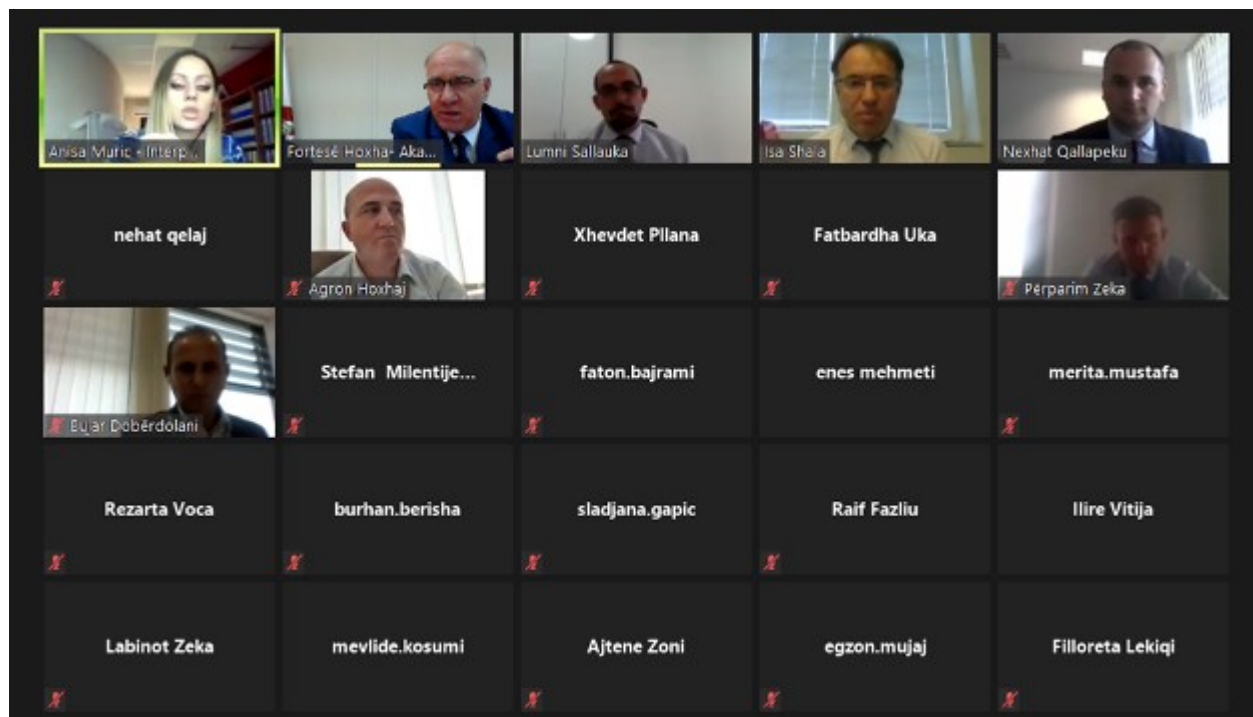 Anisa Muric - Interp...
Fortesë Hoxha- Aka...
Lumni Sallauka
Isa Shala
Nexhat Qallapeku
nehat qelaj
Agron Hoxhaj
Xhevdet Pllana
Fatbardha Uka
Përparim Zeka
Eujar Dobërdolani
Stefan Milentije...
faton.bajrami
enes mehmeti
merita.mustafa
Rezarta Voca
burhan.berisha
sladjana.gapic
Raif Fazliu
Ilire Vitija
Labinot Zeka
mevlide.kosumi
Ajtene Zoni
egzon.mujaj
Filloreta Lekiqi